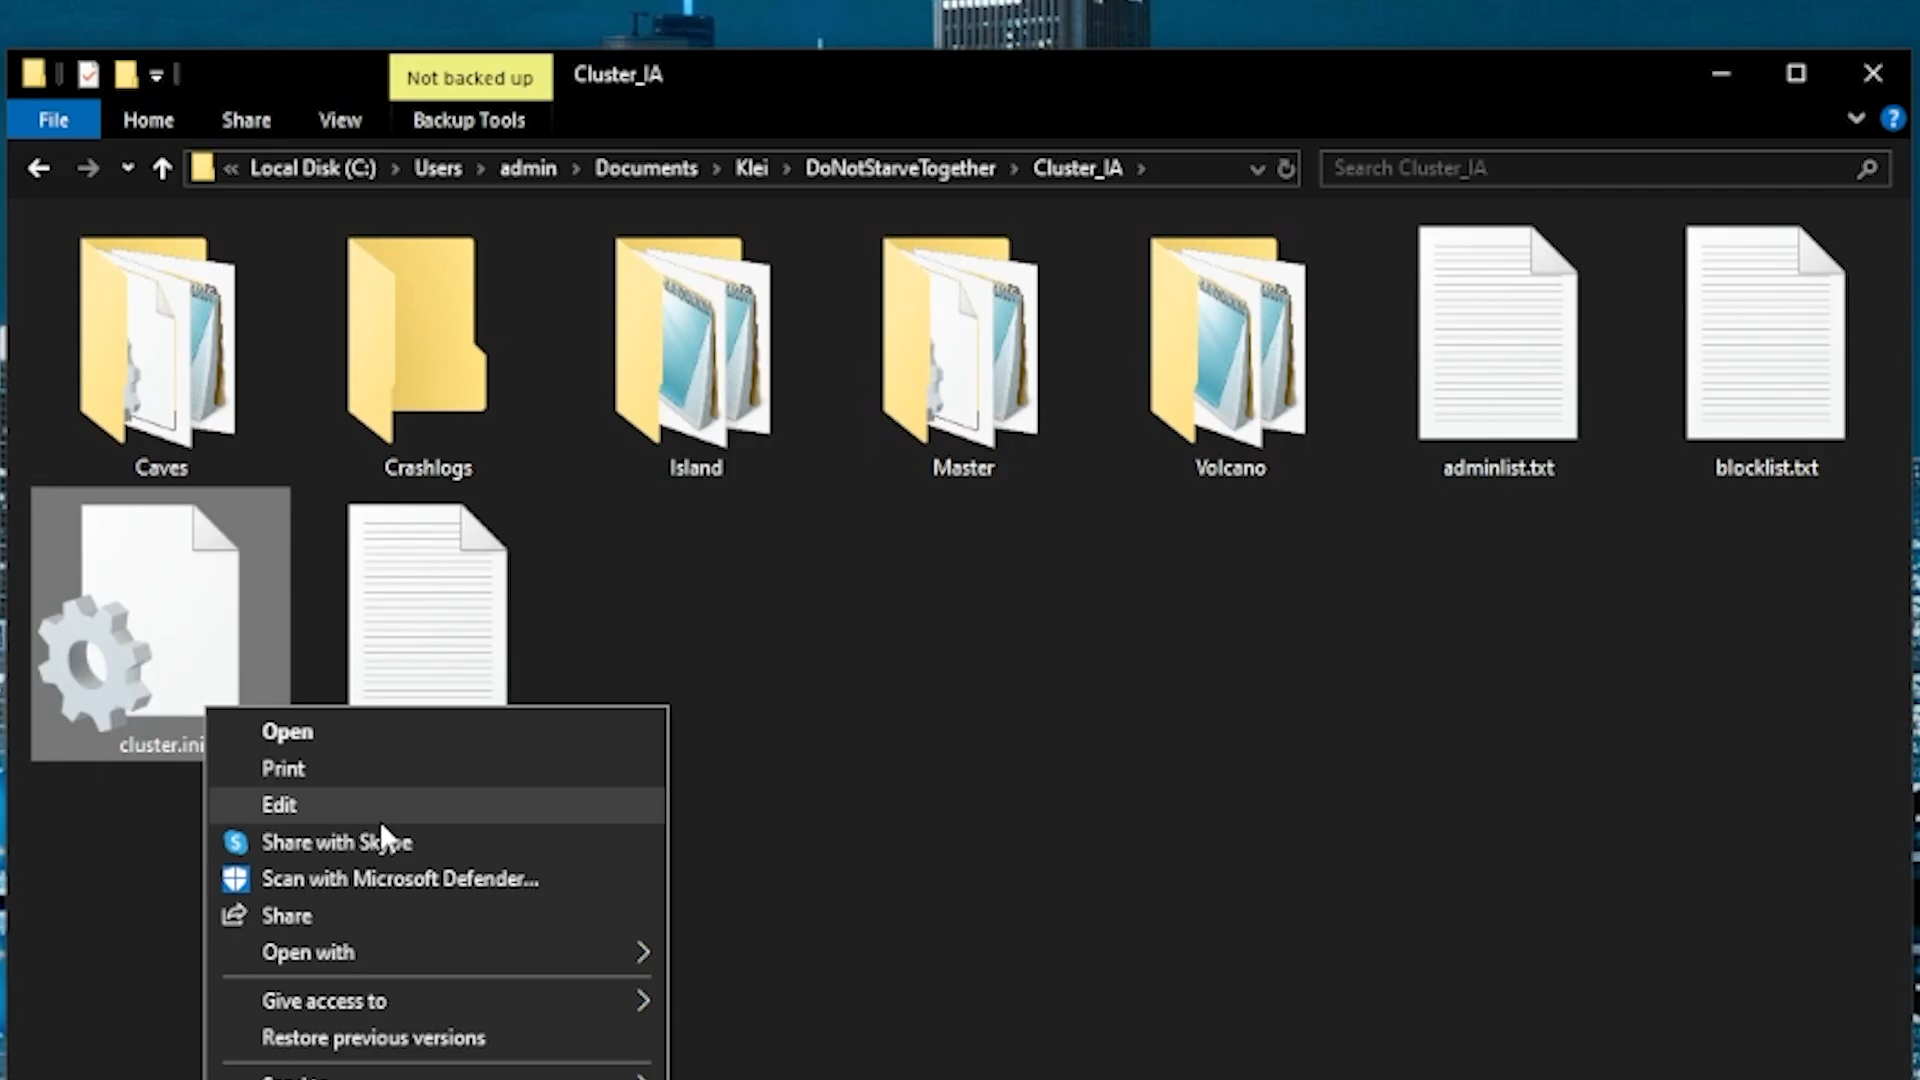 Not backed up
Cluster_IA
File
Home
Share
View
Backup Tools
?
« Local Disk (C:) > Users > admin > Documents > Klei > DoNotStarveTogether > Cluster_IA >
Search Cluster_IA
Caves
Crashlogs
Island
Master
Volcano
adminlist.txt
blocklist.txt
cluster.ini
Open
Print
Edit
S
Share with Skype
Scan with Microsoft Defender...
Share
Open with
Give access to
Restore previous versions